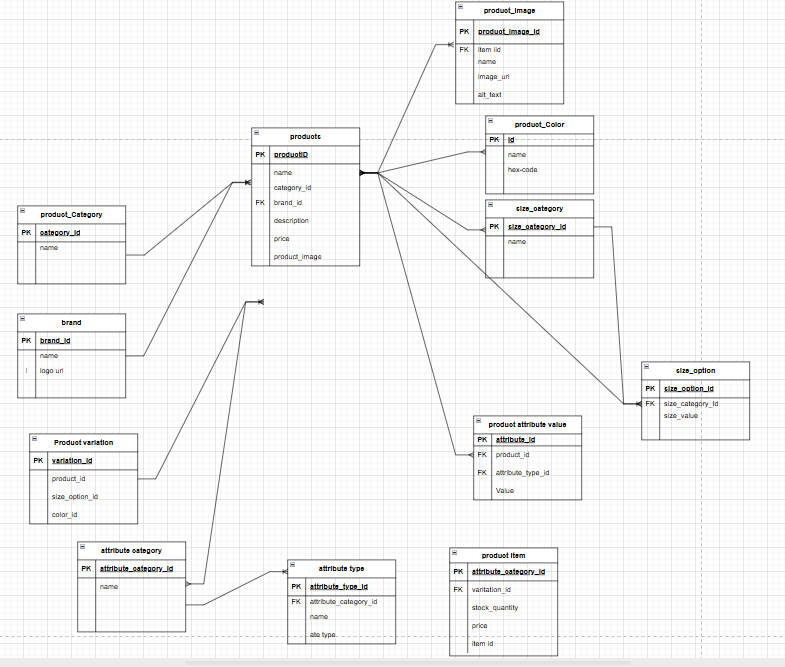 product_Image
PK product_image_id
FK item iid
name
image_url
alt_text
product_Color
PK id
name
hex-code
products
PK productID
name
category_id
FK brand_id
description
price
product_image
size_category
PK size_category_id
name
product_Category
PK category_id
name
brand
PK brand_id
name
l logo url
size_option
PK size_option_id
FK size_category_id
size_value
product attribute value
PK attribute_id
FK product_id
FK attribute_type_id
Value
Product variation
PK variation_id
product_id
size_option_id
color_id
attribute category
PK attribute_category_id
name
attribute type
PK attribute_type_id
FK attribute_category_id
name
ate type
product item
PK attribute_category_id
FK varitation_id
stock_quantity
price
item id